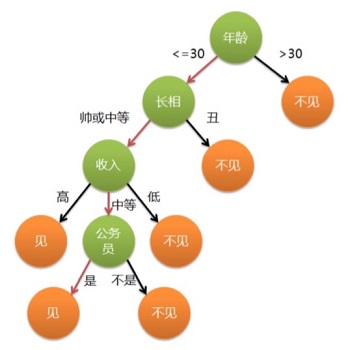 年龄
<=30
>30
长相
不见
帅或中等
丑
收入
不见
高
中等
低
见
公务
员
不见
是
不是
见
不见